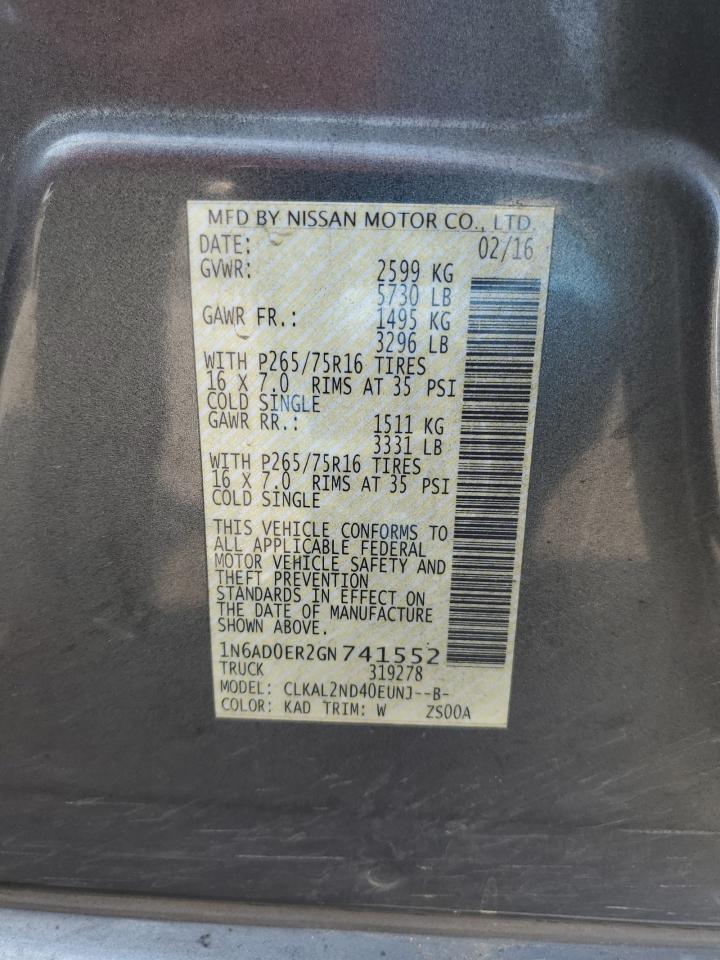 MFD BY NISSAN MOTOR CO., LTD.
DATE: 02/16
GVWR: 2599 KG
5730 LB
GAWR FR.: 1495 KG
3296 LB
WITH P265/75R16 TIRES
16 X 7.0 RIMS AT 35 PSI
COLD SINGLE
GAWR RR.: 1511 KG
3331 LB
WITH P265/75R16 TIRES
16 X 7.0 RIMS AT 35 PSI
COLD SINGLE
THIS VEHICLE CONFORMS TO
ALL APPLICABLE FEDERAL
MOTOR VEHICLE SAFETY AND
THEFT PREVENTION
STANDARDS IN EFFECT ON
THE DATE OF MANUFACTURE
SHOWN ABOVE.
1N6AD0ER2GN741552
TRUCK 319278
MODEL: CLKAL2ND40EUNJ--B-
COLOR: KAD TRIM: W ZS00A